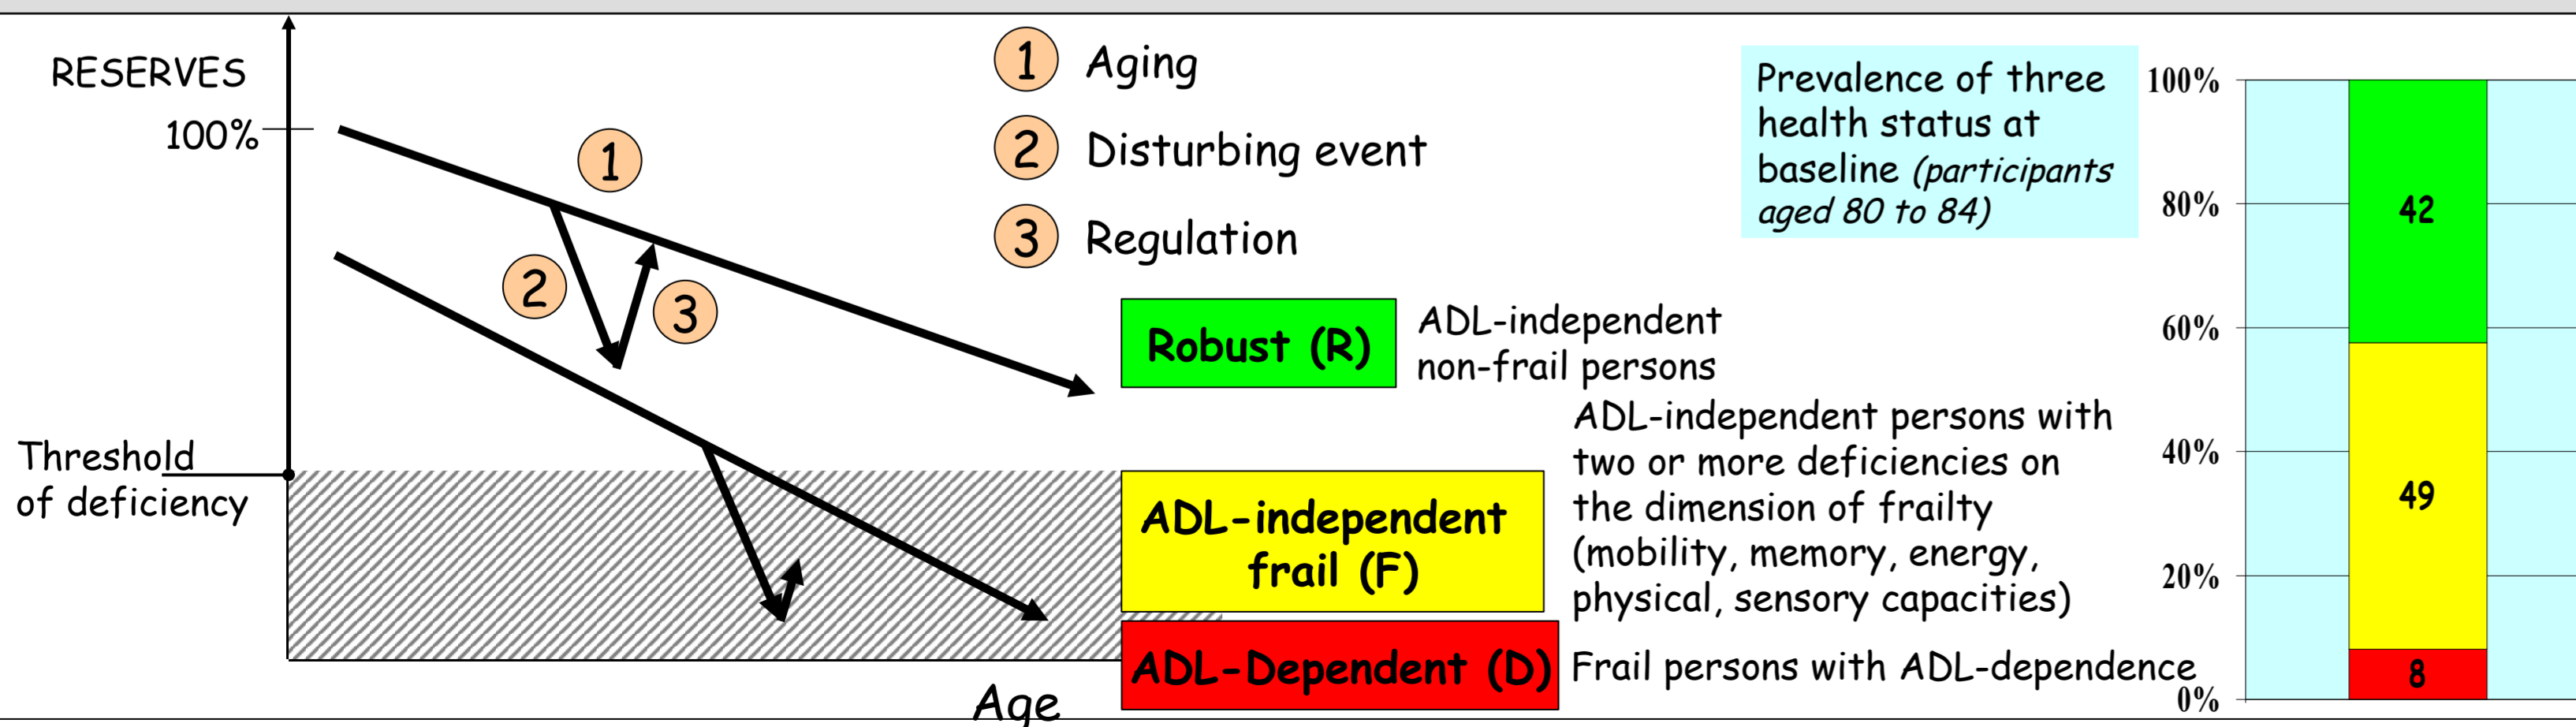 RESERVES
100%
Threshold
of deficiency
1
2
3
Age
1 Aging
2 Disturbing event
3 Regulation
Robust (R)
ADL-independent
non-frail persons
ADL-independent
frail (F)
ADL-independent persons with
two or more deficiencies on
the dimension of frailty
(mobility, memory, energy,
physical, sensory capacities)
ADL-Dependent (D)
Frail persons with ADL-dependence
Prevalence of three
health status at
baseline (participants
aged 80 to 84)
100%
80%
60%
40%
20%
0%
42
49
8